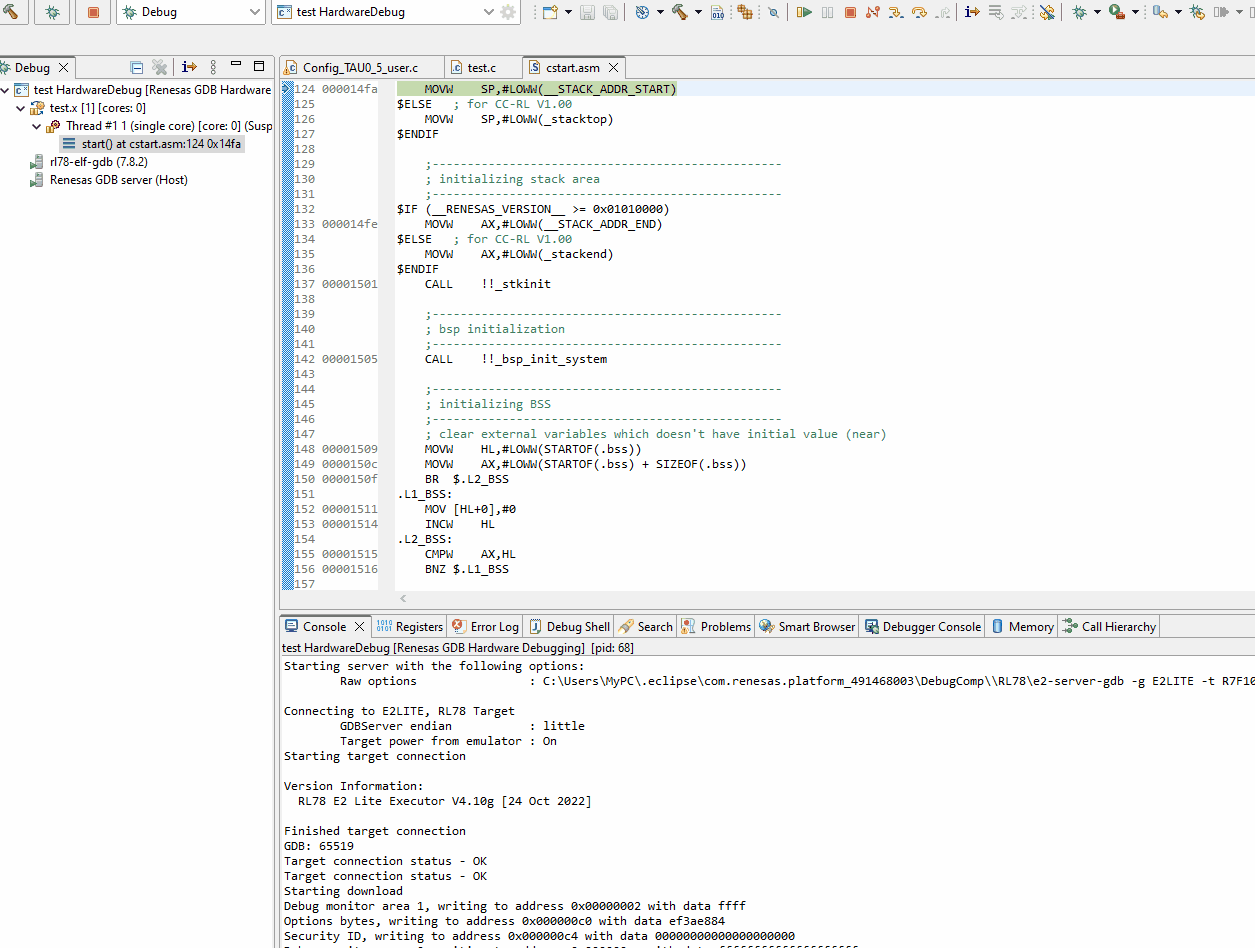 Debug
test HardwareDebug
Debug
test HardwareDebug [Renesas GDB Hardware
test.x [1] [cores: 0]
Thread #1 1 (single core) [core: 0] (Susp
start() at cstart.asm:124 0x14fa
rl78-elf-gdb (7.8.2)
Renesas GDB server (Host)
Config_TAU0_5_user.c
test.c
cstart.asm
124 000014fa MOVW SP,#LOWW(__STACK_ADDR_START)
125 $ELSE ; for CC-RL V1.00
126 MOVW SP,#LOWW(_stacktop)
127 $ENDIF
128
129 ;--------------------------------------------------
130 ; initializing stack area
131 ;--------------------------------------------------
132 $IF (__RENESAS_VERSION__ >= 0x01010000)
133 000014fe MOVW AX,#LOWW(__STACK_ADDR_END)
134 $ELSE ; for CC-RL V1.00
135 MOVW AX,#LOWW(_stackend)
136 $ENDIF
137 00001501 CALL !!_stkinit
138
139 ;--------------------------------------------------
140 ; bsp initialization
141 ;--------------------------------------------------
142 00001505 CALL !!_bsp_init_system
143
144 ;--------------------------------------------------
145 ; initializing BSS
146 ;--------------------------------------------------
147 ; clear external variables which doesn't have initial value (near)
148 00001509 MOVW HL,#LOWW(STARTOF(.bss))
149 0000150c MOVW AX,#LOWW(STARTOF(.bss) + SIZEOF(.bss))
150 0000150f BR $.L2_BSS
151 .L1_BSS:
152 00001511 MOV [HL+0],#0
153 00001514 INCW HL
154 .L2_BSS:
155 00001515 CMPW AX,HL
156 00001516 BNZ $.L1_BSS
157
Console
Registers
Error Log
Debug Shell
Search
Problems
Smart Browser
Debugger Console
Memory
Call Hierarchy
test HardwareDebug [Renesas GDB Hardware Debugging] [pid: 68]
Starting server with the following options:
Raw options : C:\Users\MyPC\.eclipse\com.renesas.platform_491468003\DebugComp\\RL78\e2-server-gdb -g E2LITE -t R7F10
Connecting to E2LITE, RL78 Target
GDBServer endian : little
Target power from emulator : On
Starting target connection
Version Information:
RL78 E2 Lite Executor V4.10g [24 Oct 2022]
Finished target connection
GDB: 65519
Target connection status - OK
Target connection status - OK
Starting download
Debug monitor area 1, writing to address 0x00000002 with data ffff
Options bytes, writing to address 0x000000c0 with data ef3ae884
Security ID, writing to address 0x000000c4 with data 00000000000000000000